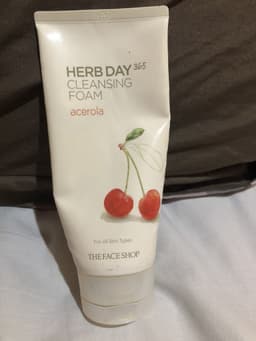 HERB DAY 365
CLEANSING
FOAM
acerola
For All Skin Types
THEFACESHOP